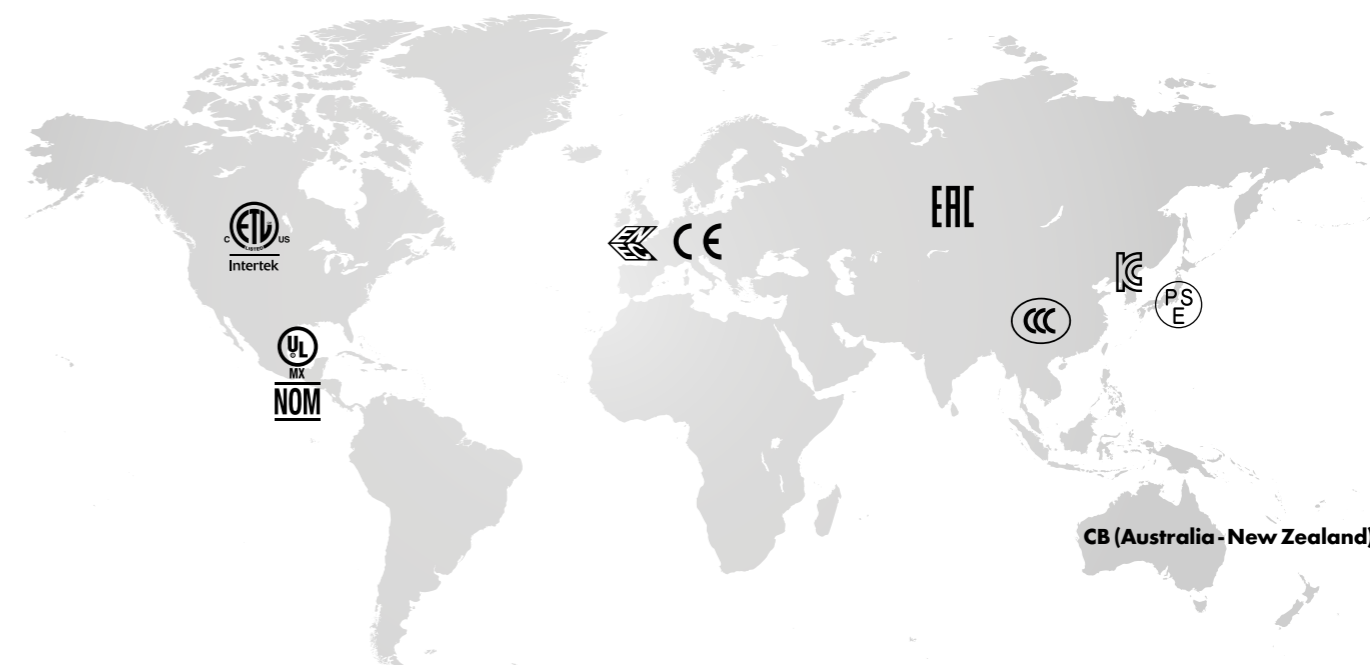 EAC
EN
EC
CE
C ETL US
LISTED
Intertek
KC
PS
E
CCC
UL
MX
NOM
CB (Australia - New Zealand)